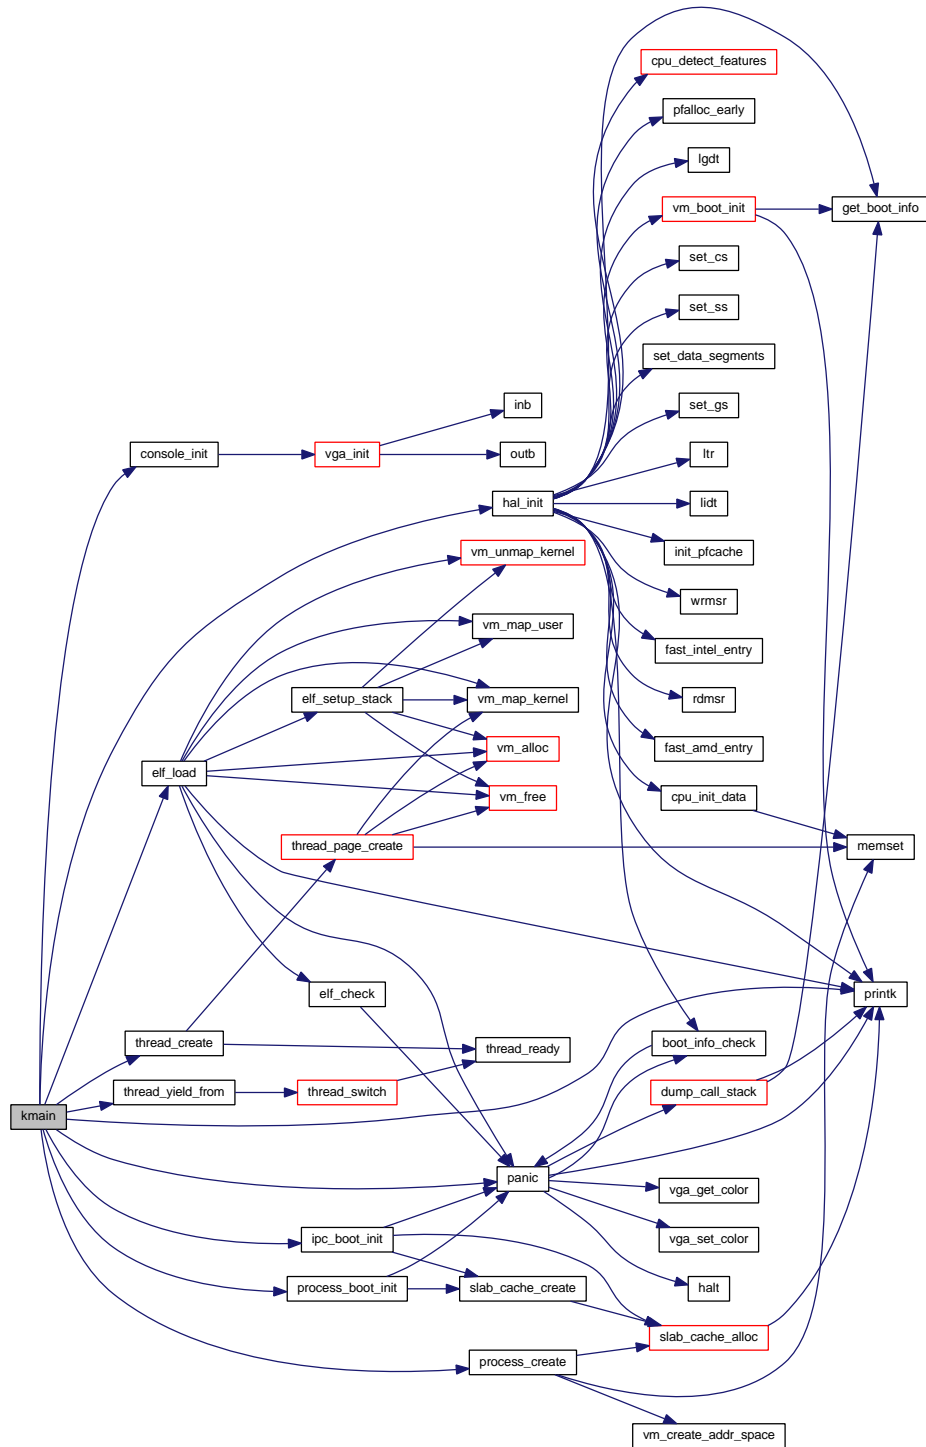 cpu_detect_features
pfalloc_early
lgdt
vm_boot_init
get_boot_info
set_cs
set_ss
set_data_segments
inb
set_gs
console_init
vga_init
outb
ltr
hal_init
lidt
vm_unmap_kernel
init_pfcache
wrmsr
vm_map_user
fast_intel_entry
elf_setup_stack
vm_map_kernel
rdmsr
vm_alloc
fast_amd_entry
elf_load
vm_free
cpu_init_data
thread_page_create
memset
elf_check
printk
thread_create
thread_ready
boot_info_check
thread_yield_from
thread_switch
dump_call_stack
kmain
panic
vga_get_color
ipc_boot_init
vga_set_color
process_boot_init
slab_cache_create
halt
slab_cache_alloc
process_create
vm_create_addr_space